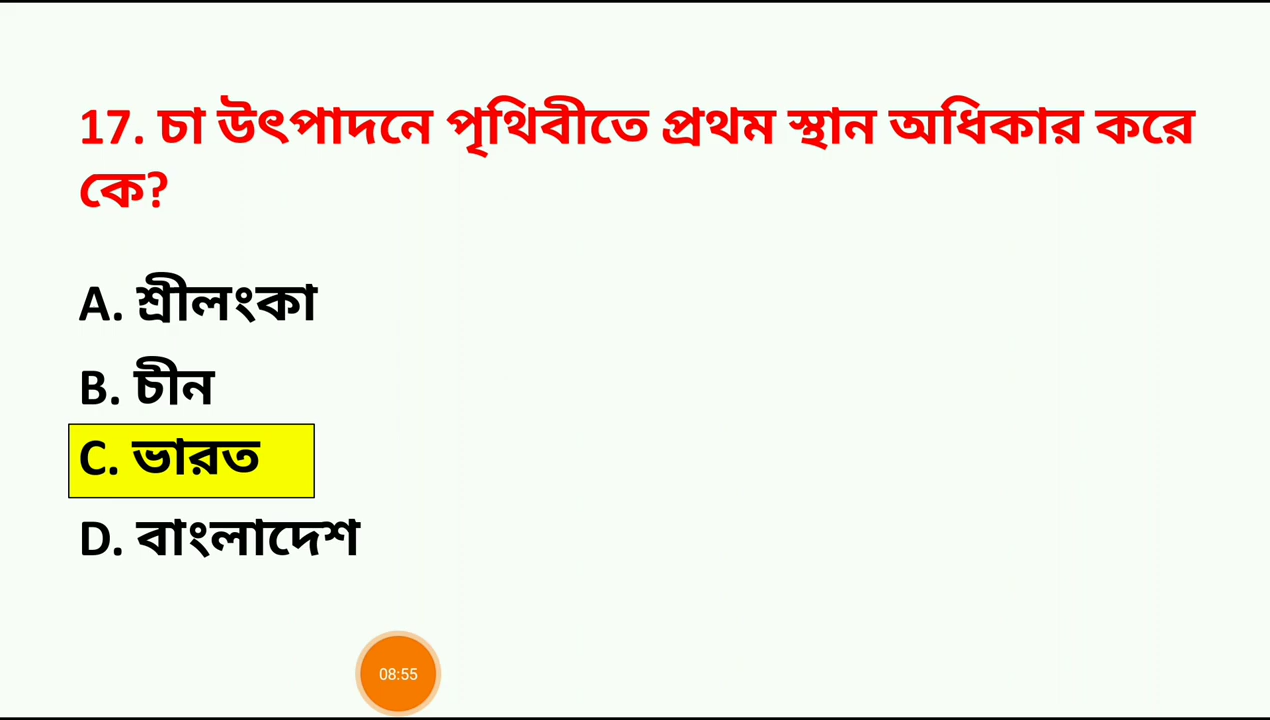 17. চা উৎপাদনে পৃথিবীতে প্রথম স্থান অধিকার করে
কে?
A. শ্রীলংকা
B. চীন
C. ভারত
D. বাংলাদেশ
08:55